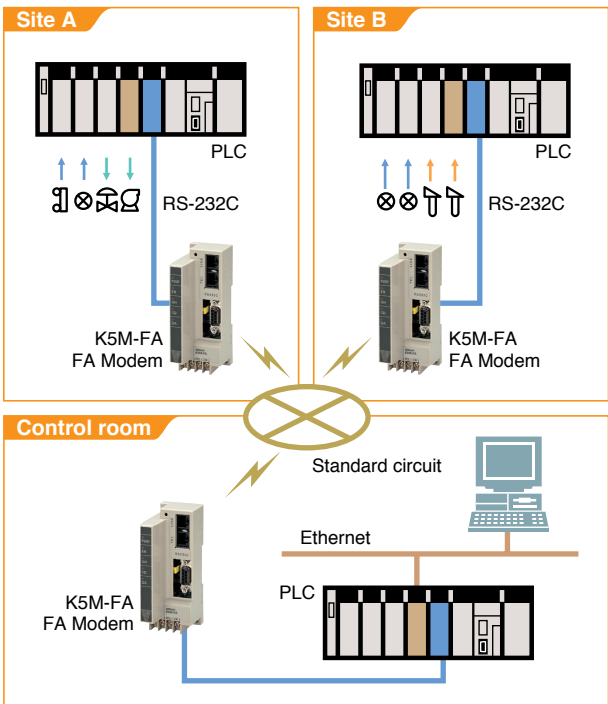 Site A
PLC
RS-232C
K5M-FA
FA Modem
Site B
PLC
RS-232C
K5M-FA
FA Modem
Control room
Standard circuit
Ethernet
PLC
K5M-FA
FA Modem